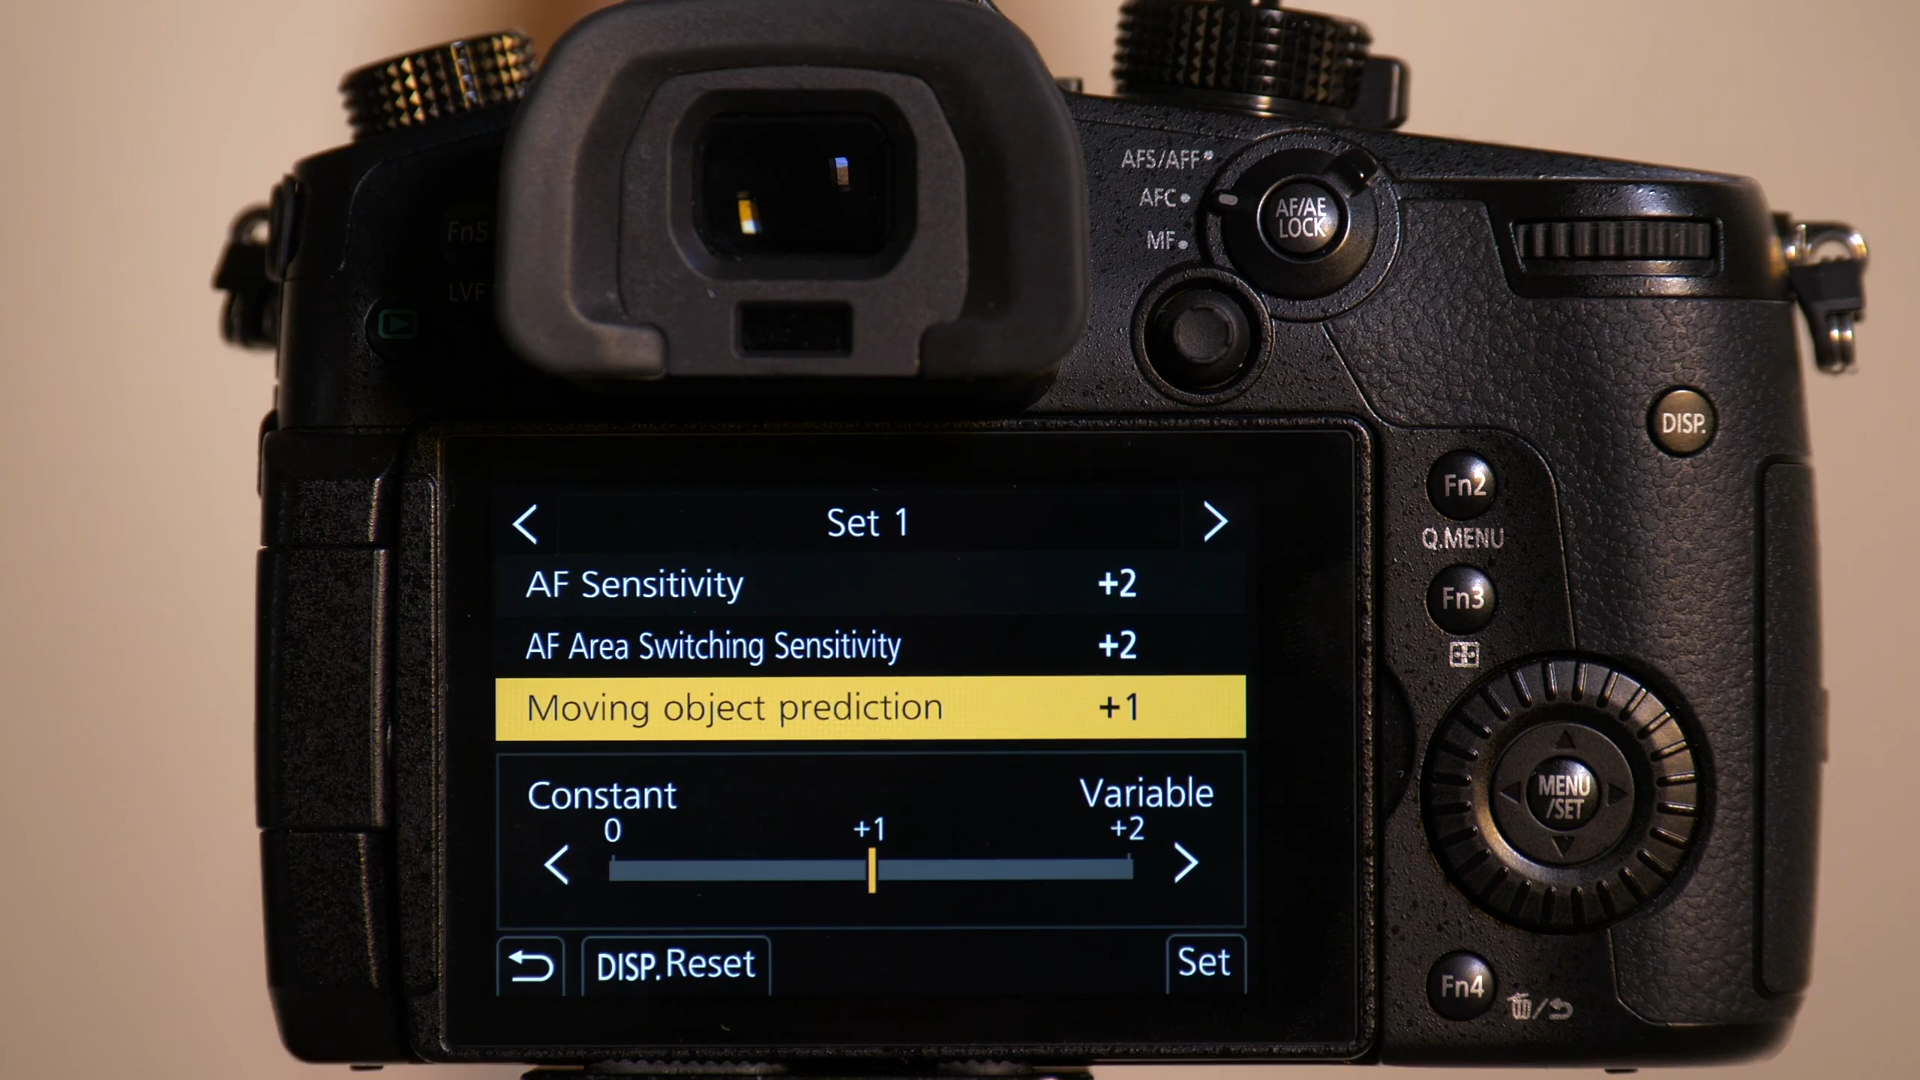 AFS/AFF
AFC
MF
AF/AE
LOCK
Fn5
LVF
DISP.
Fn2
Q.MENU
Fn3
MENU
/SET
Fn4
Set 1
AF Sensitivity +2
AF Area Switching Sensitivity +2
Moving object prediction +1
Constant Variable
0 +1 +2
DISP. Reset Set